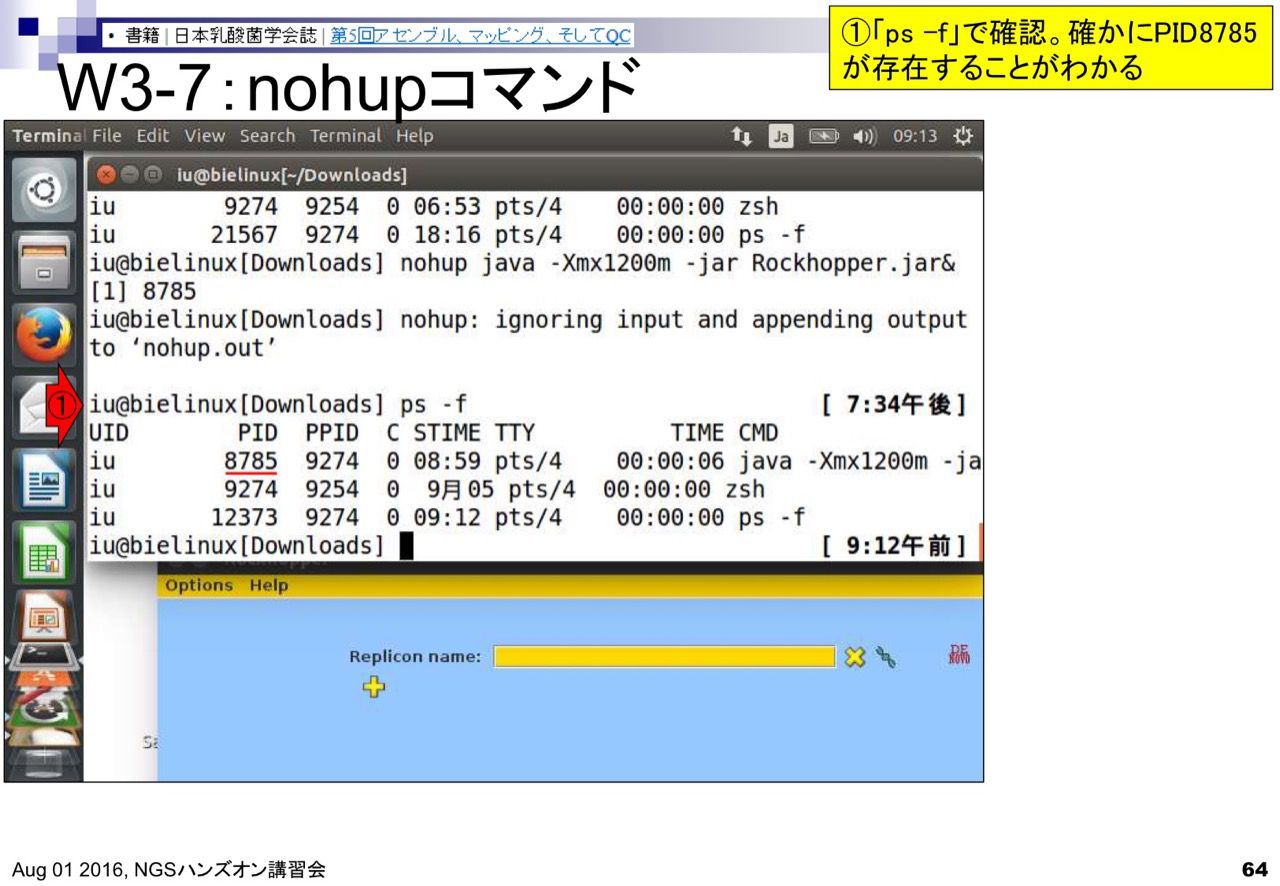 • 書籍 | 日本乳酸菌学会誌 | 第5回アセンブル、マッピング、そしてQC
①「ps –f」で確認。確かにPID8785
が存在することがわかる
W3-7：nohupコマンド
Terminal File Edit View Search Terminal Help Ja 09:13
iu@bielinux[~/Downloads]
iu 9274 9254 0 06:53 pts/4 00:00:00 zsh
iu 21567 9274 0 18:16 pts/4 00:00:00 ps -f
iu@bielinux[Downloads] nohup java -Xmx1200m -jar Rockhopper.jar&
[1] 8785
iu@bielinux[Downloads] nohup: ignoring input and appending output
to ‘nohup.out’
①
iu@bielinux[Downloads] ps -f [ 7:34午後]
UID PID PPID C STIME TTY TIME CMD
iu 8785 9274 0 08:59 pts/4 00:00:06 java -Xmx1200m -ja
iu 9274 9254 0 9月05 pts/4 00:00:00 zsh
iu 12373 9274 0 09:12 pts/4 00:00:00 ps -f
iu@bielinux[Downloads] [ 9:12午前]
Options Help
Replicon name:
DE
NOVO
Aug 01 2016, NGSハンズオン講習会
64